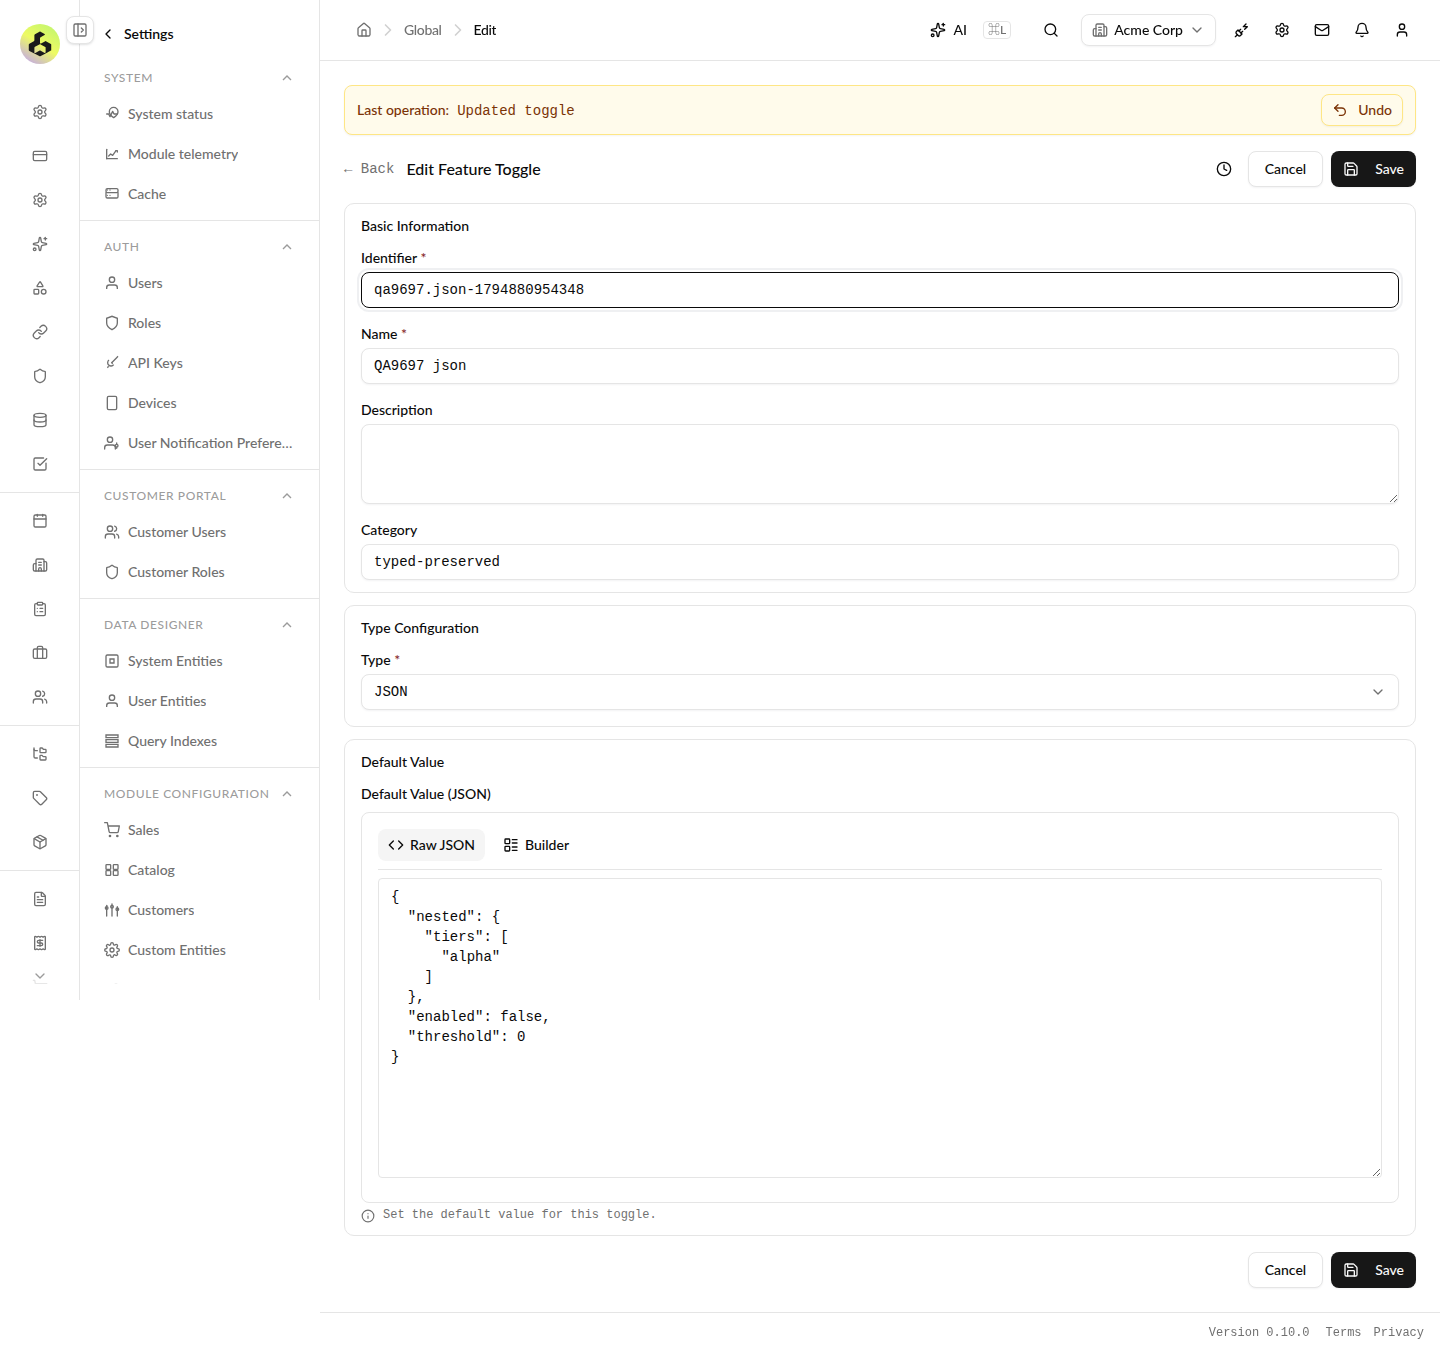 Settings
SYSTEM
System status
Module telemetry
Cache
AUTH
Users
Roles
API Keys
Devices
User Notification Prefere...
CUSTOMER PORTAL
Customer Users
Customer Roles
DATA DESIGNER
System Entities
User Entities
Query Indexes
MODULE CONFIGURATION
Sales
Catalog
Customers
Custom Entities
Global Edit
AI ⌘L Acme Corp
Last operation: Updated toggle Undo
← Back Edit Feature Toggle Cancel Save
Basic Information
Identifier *
qa9697.json-1794880954348
Name *
QA9697 json
Description
Category
typed-preserved
Type Configuration
Type *
JSON
Default Value
Default Value (JSON)
Raw JSON Builder
{
  "nested": {
    "tiers": [
      "alpha"
    ]
  },
  "enabled": false,
  "threshold": 0
}
Set the default value for this toggle.
Cancel Save
Version 0.10.0 Terms Privacy